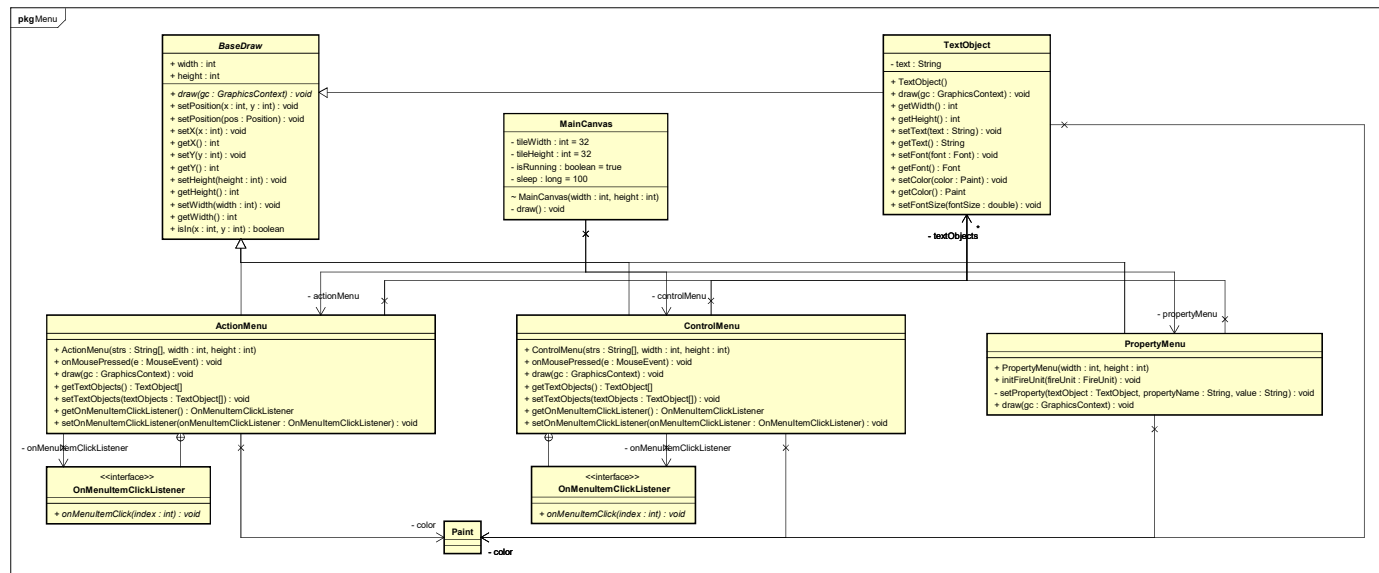 pkg Menu
BaseDraw
+ width : int
+ height : int
+ draw(gc : GraphicsContext) : void
+ setPosition(x : int, y : int) : void
+ setPosition(pos : Position) : void
+ setX(x : int) : void
+ getX() : int
+ setY(y : int) : void
+ getY() : int
+ setHeight(height : int) : void
+ getHeight() : int
+ setWidth(width : int) : void
+ getWidth() : int
+ isIn(x : int, y : int) : boolean
MainCanvas
- tileWidth : int = 32
- tileHeight : int = 32
- isRunning : boolean = true
- sleep : long = 100
~ MainCanvas(width : int, height : int)
- draw() : void
TextObject
- text : String
+ TextObject()
+ draw(gc : GraphicsContext) : void
+ getWidth() : int
+ getHeight() : int
+ setText(text : String) : void
+ getText() : String
+ setFont(font : Font) : void
+ getFont() : Font
+ setColor(color : Paint) : void
+ getColor() : Paint
+ setFontSize(fontSize : double) : void
*
- textObjects
- actionMenu
- controlMenu
- propertyMenu
ActionMenu
+ ActionMenu(strs : String[], width : int, height : int)
+ onMousePressed(e : MouseEvent) : void
+ draw(gc : GraphicsContext) : void
+ getTextObjects() : TextObject[]
+ setTextObjects(textObjects : TextObject[]) : void
+ getOnMenuItemClickListener() : OnMenuItemClickListener
+ setOnMenuItemClickListener(onMenuItemClickListener : OnMenuItemClickListener) : void
ControlMenu
+ ControlMenu(strs : String[], width : int, height : int)
+ onMousePressed(e : MouseEvent) : void
+ draw(gc : GraphicsContext) : void
+ getTextObjects() : TextObject[]
+ setTextObjects(textObjects : TextObject[]) : void
+ getOnMenuItemClickListener() : OnMenuItemClickListener
+ setOnMenuItemClickListener(onMenuItemClickListener : OnMenuItemClickListener) : void
PropertyMenu
+ PropertyMenu(width : int, height : int)
+ initFireUnit(fireUnit : FireUnit) : void
- setProperty(textObject : TextObject, propertyName : String, value : String) : void
+ draw(gc : GraphicsContext) : void
- onMenuItemClickListener
- onMenuItemClickListener
<<interface>>
OnMenuItemClickListener
+ onMenuItemClick(index : int) : void
<<interface>>
OnMenuItemClickListener
+ onMenuItemClick(index : int) : void
- color
Paint
- color